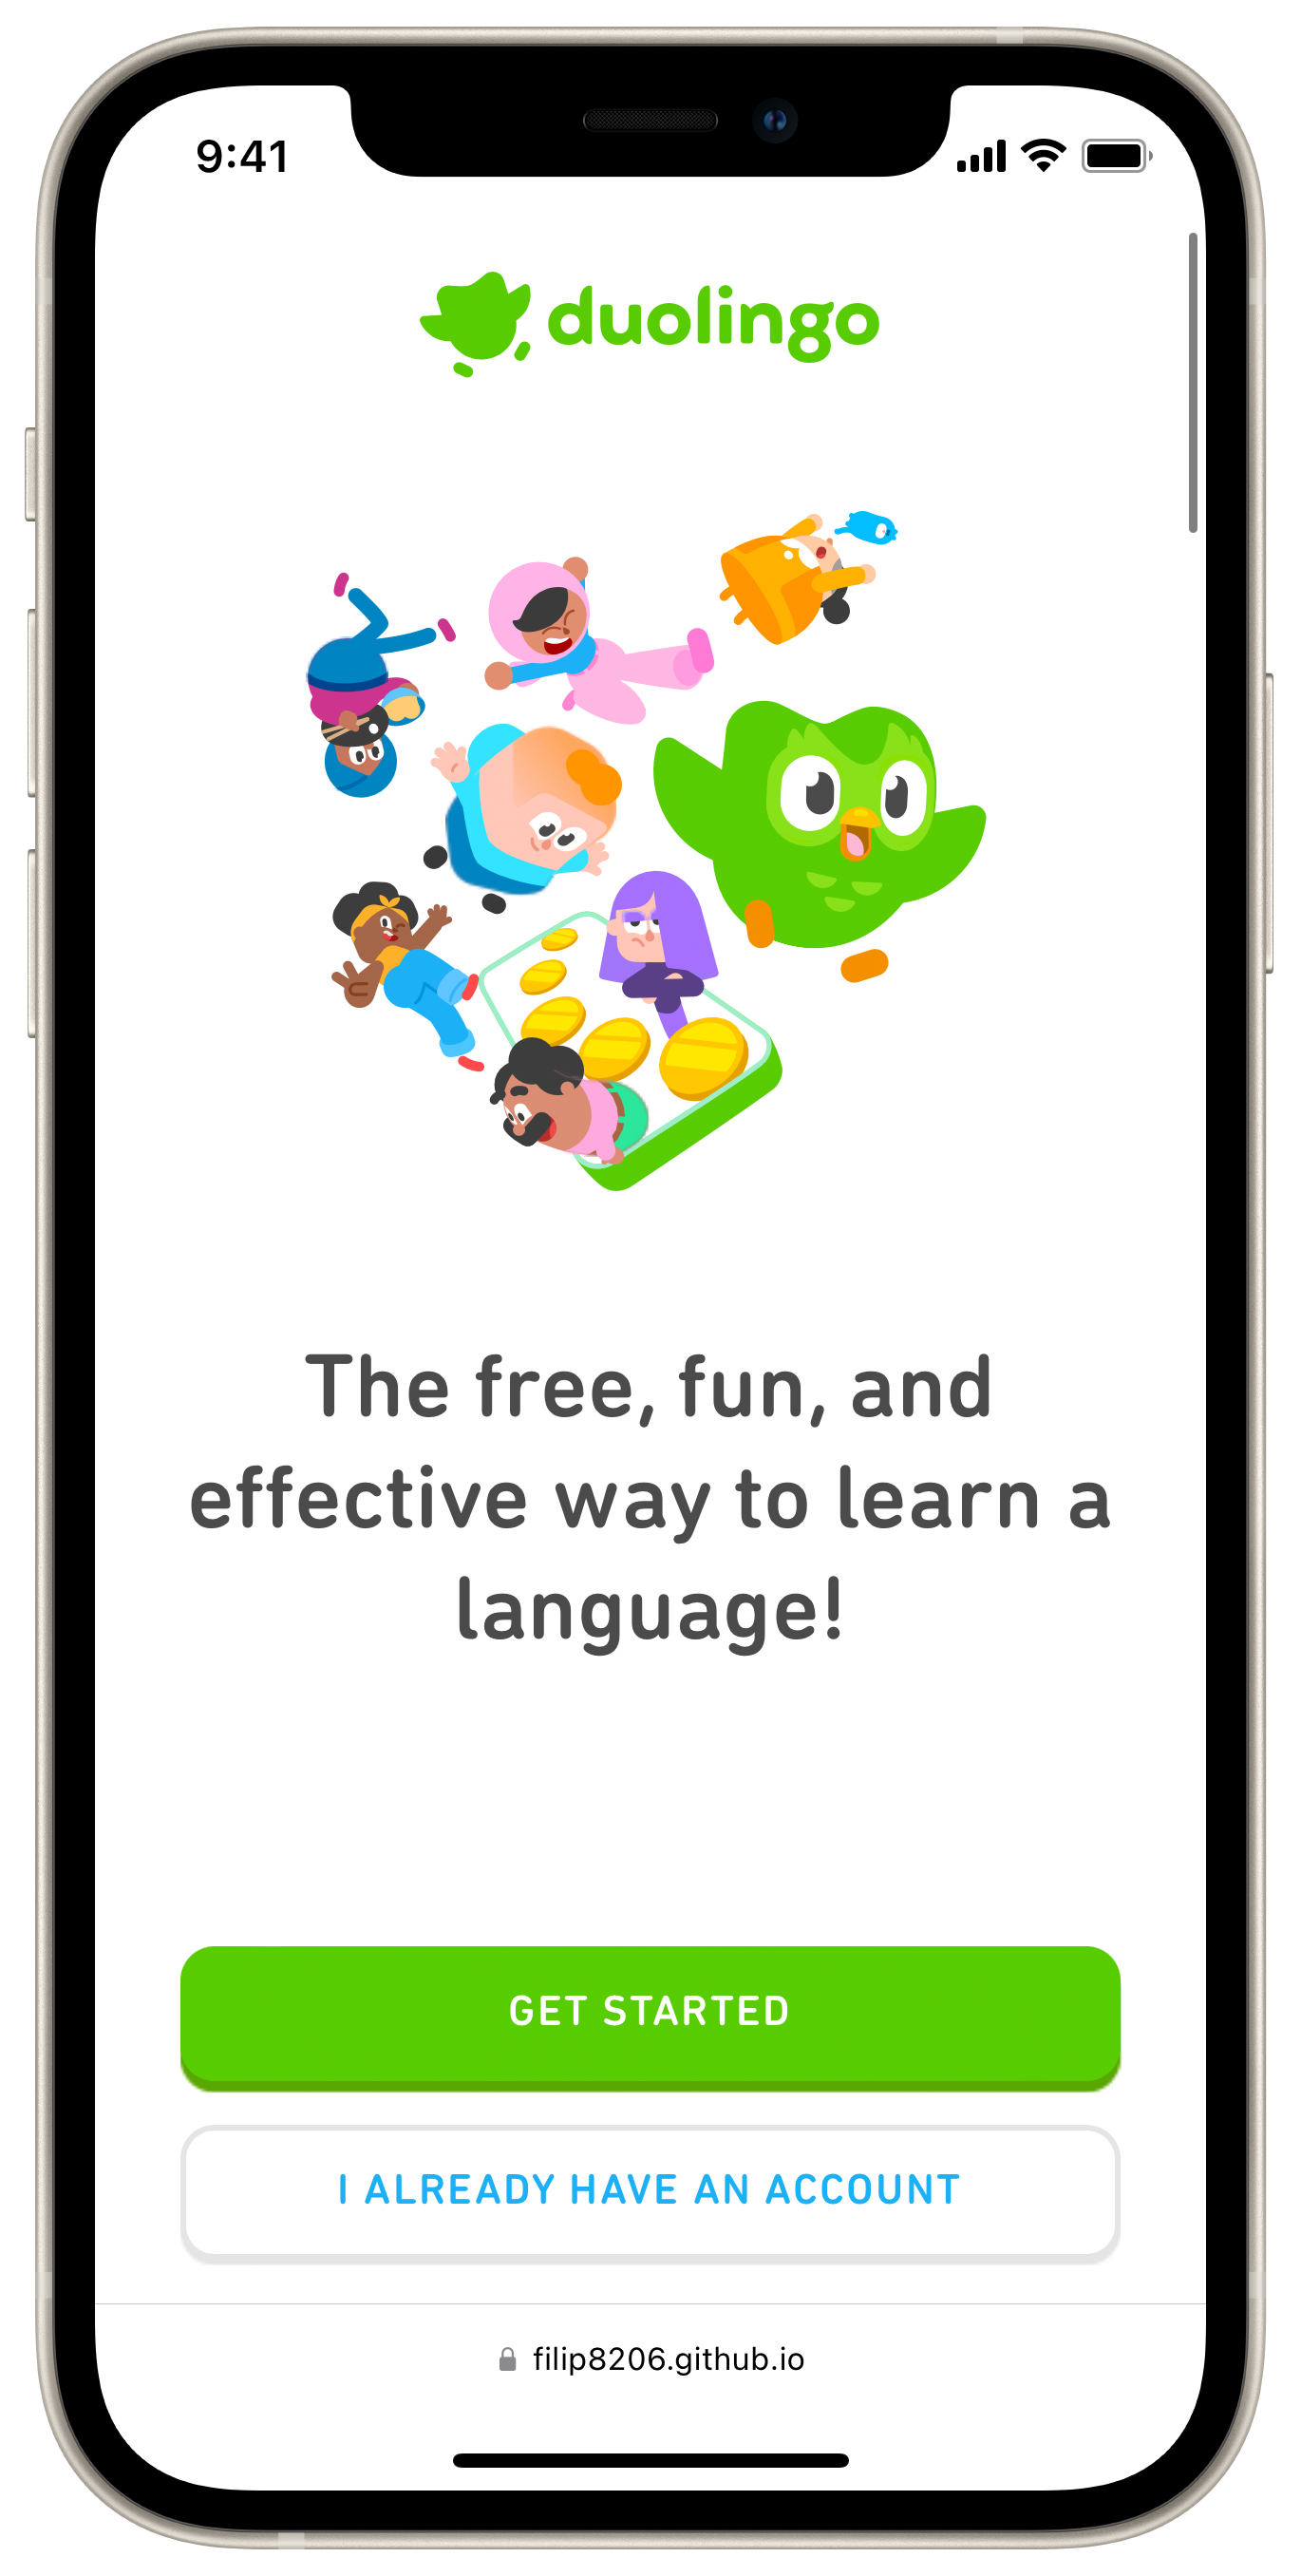 9:41
duolingo
The free, fun, and
effective way to learn a
language!
GET STARTED
I ALREADY HAVE AN ACCOUNT
filip8206.github.io